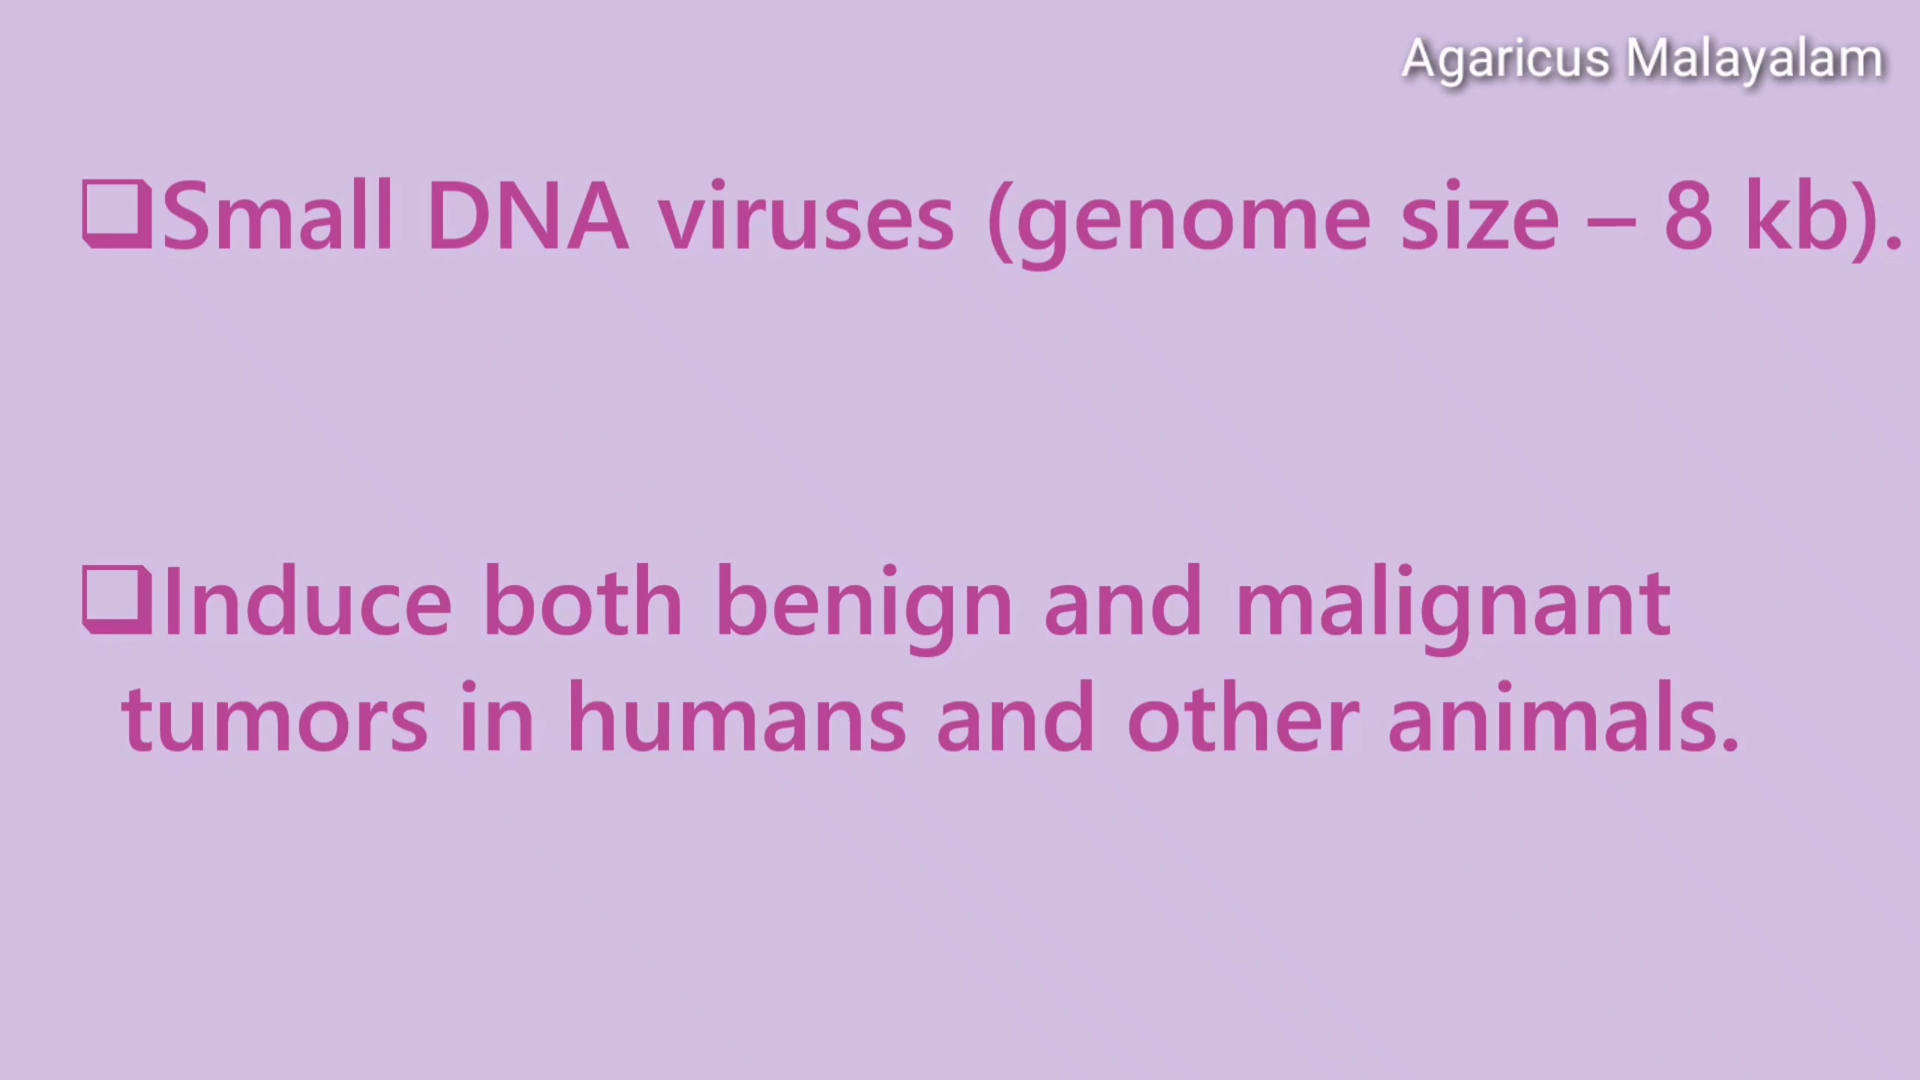 Agaricus Malayalam
❑Small DNA viruses (genome size – 8 kb).
❑Induce both benign and malignant
tumors in humans and other animals.